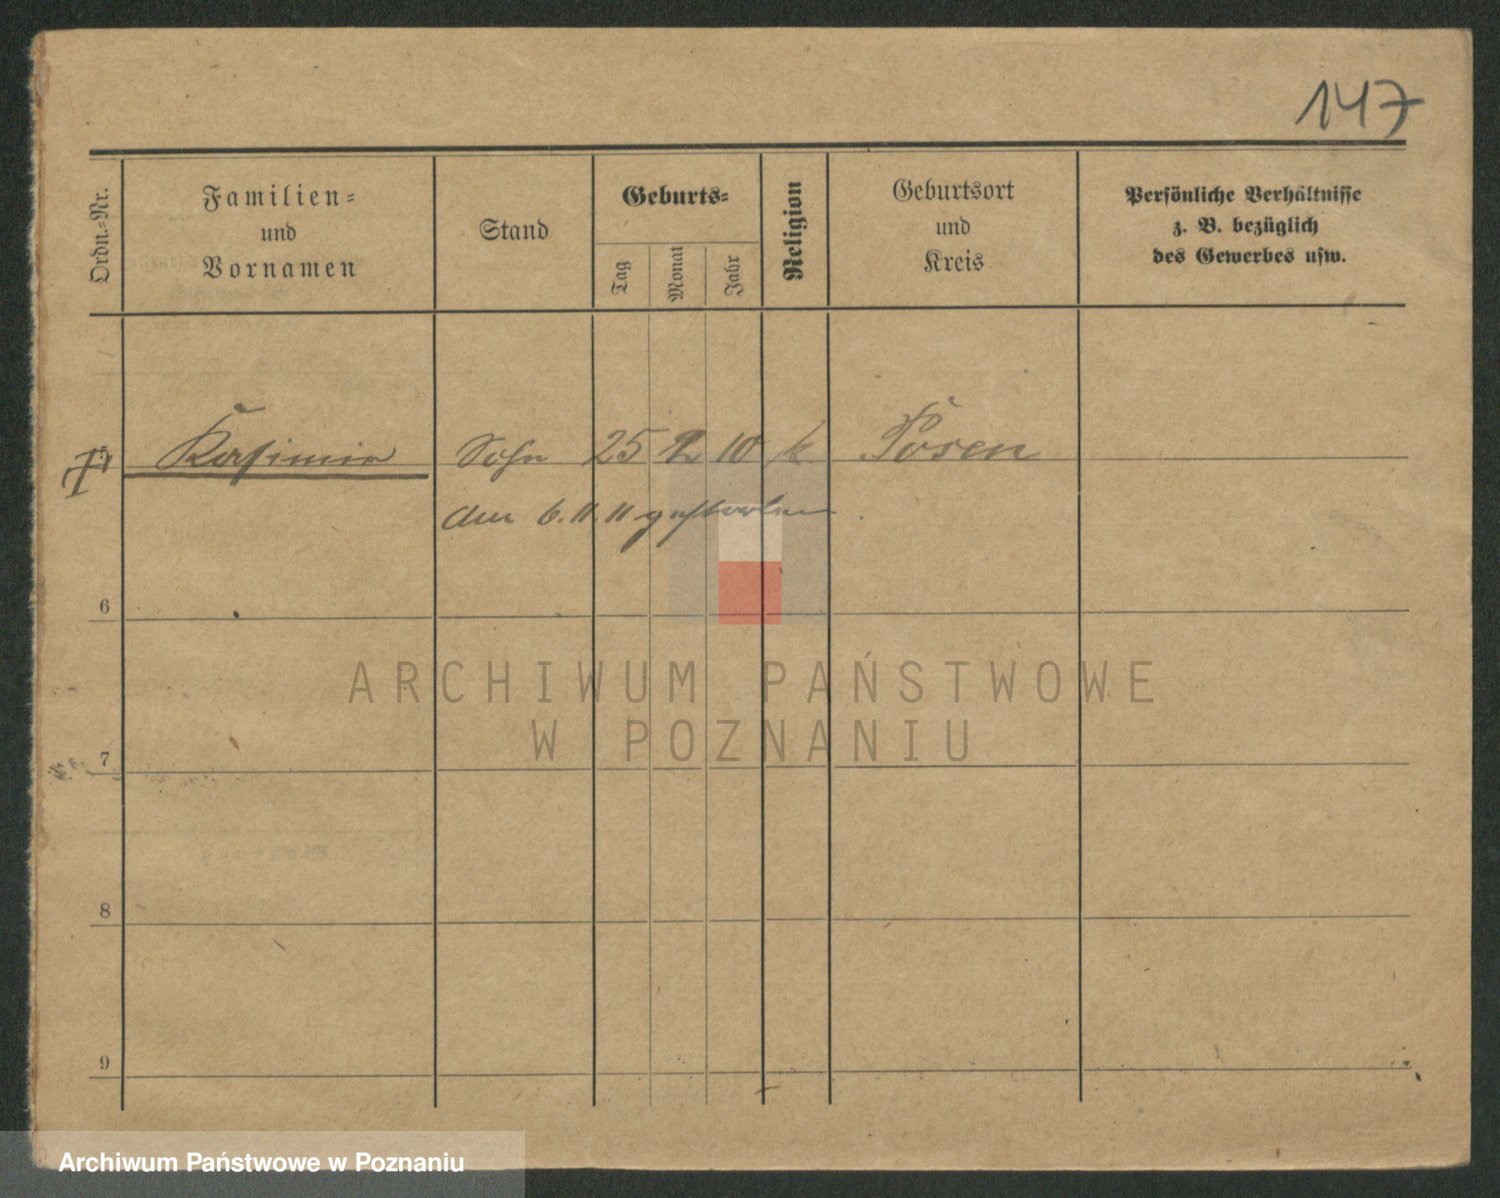 147
Ordn.-Nr.
Familien-
und
Vornamen
Stand
Geburts-
Tag
Monat
Jahr
Religion
Geburtsort
und
Kreis
Persönliche Verhältnisse
z. B. bezüglich
des Gewerbes usw.
5 Kasimir Sohn 25 2 10 k Posen
am 6.11.11 gestorben
6
ARCHIWUM PAŃSTWOWE
W POZNANIU
7
8
9
Archiwum Państwowe w Poznaniu